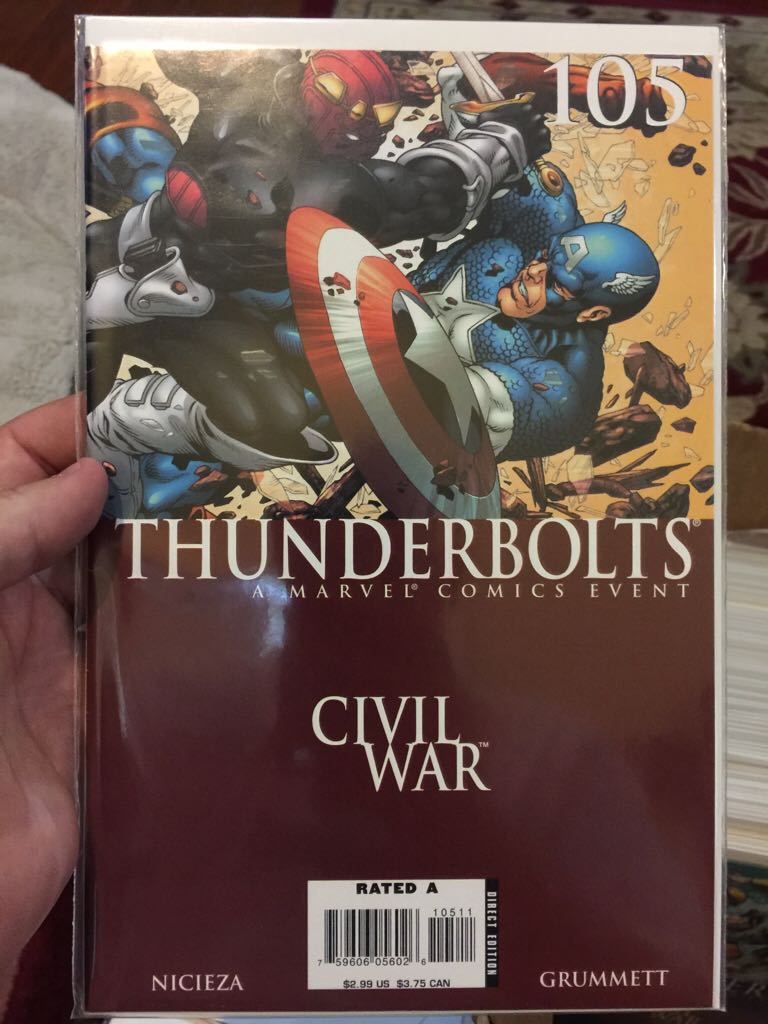 105
THUNDERBOLTS®
A MARVEL® COMICS EVENT
CIVIL
WAR™
RATED A
DIRECT EDITION
10511
7 59606 05602 6
$2.99 US $3.75 CAN
NICIEZA
GRUMMETT